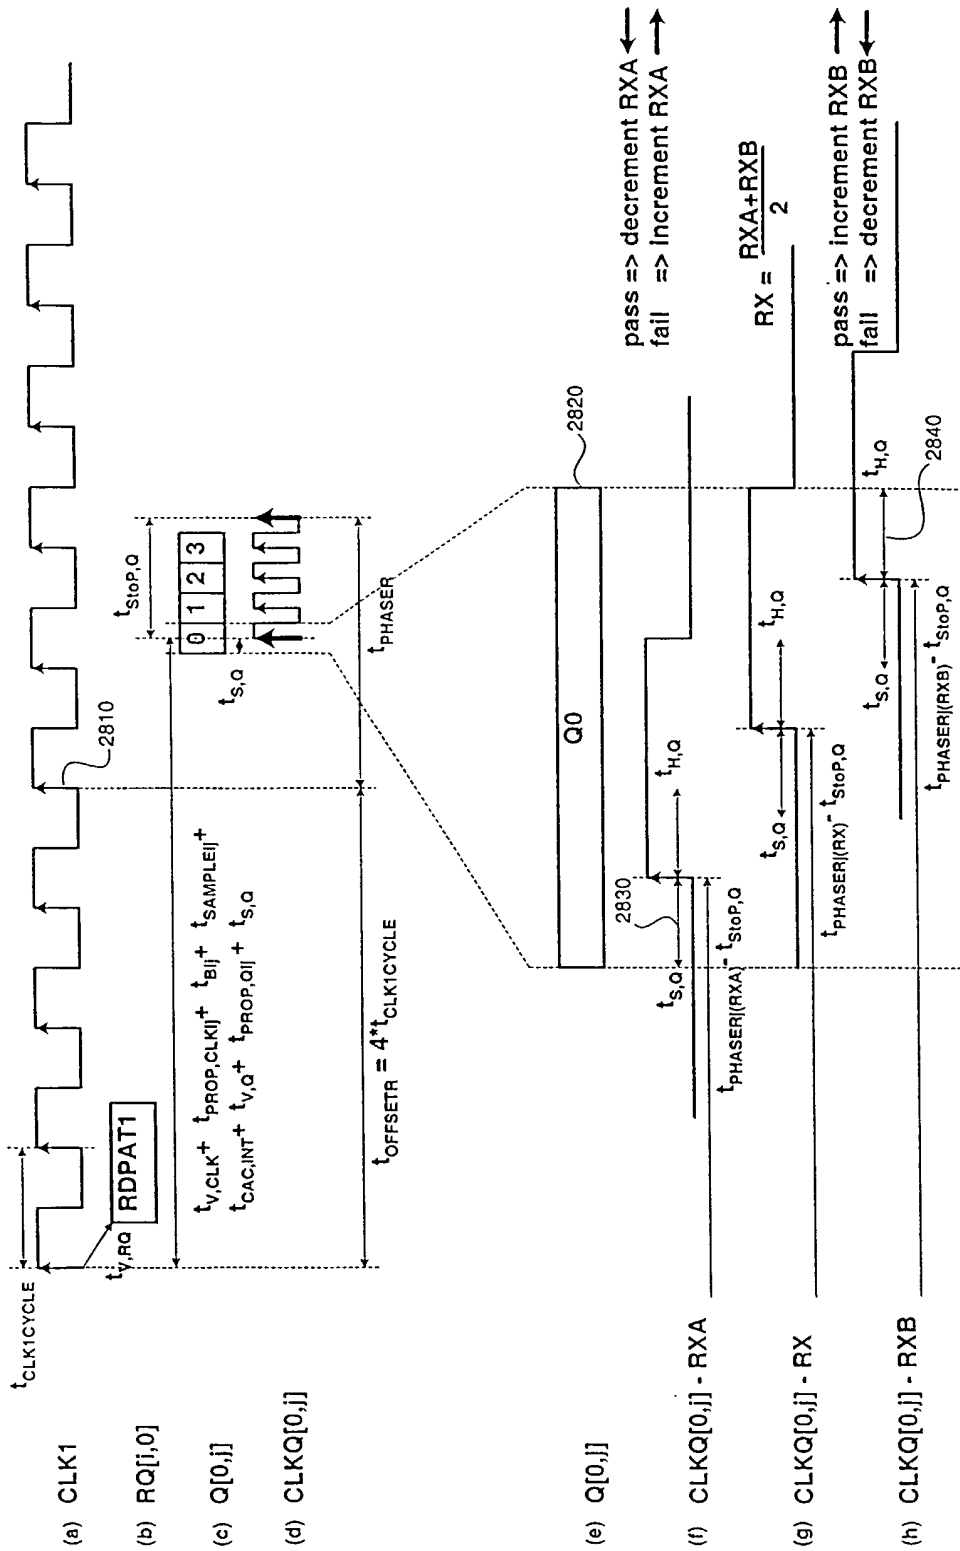 tCLK1CYCLE
(a) CLK1
2810
(b) RQ[i,0]
tV,RQ
RDPAT1
tStoP,Q
(c) Q[0,j]
0 1 2 3
tS,Q
tV,CLK+ tPROP,CLKIj+ tBIj+ tSAMPLEIj+
tCAC,INT+ tV,Q+ tPROP,QIj + tS,Q
(d) CLKQ[0,j]
tPHASER
tOFFSETR = 4*tCLK1CYCLE
(e) Q[0,j]
Q0
2820
(f) CLKQ[0,j] - RXA
tS,Q
2830
tH,Q
tPHASER|(RXA) - tStoP,Q
pass => decrement RXA
fail => increment RXA
(g) CLKQ[0,j] - RX
tS,Q
tH,Q
tPHASER|(RX) - tStoP,Q
RX = RXA+RXB
2
(h) CLKQ[0,j] - RXB
tS,Q
tH,Q
2840
tPHASER|(RXB) - tStoP,Q
pass => increment RXB
fail => decrement RXB